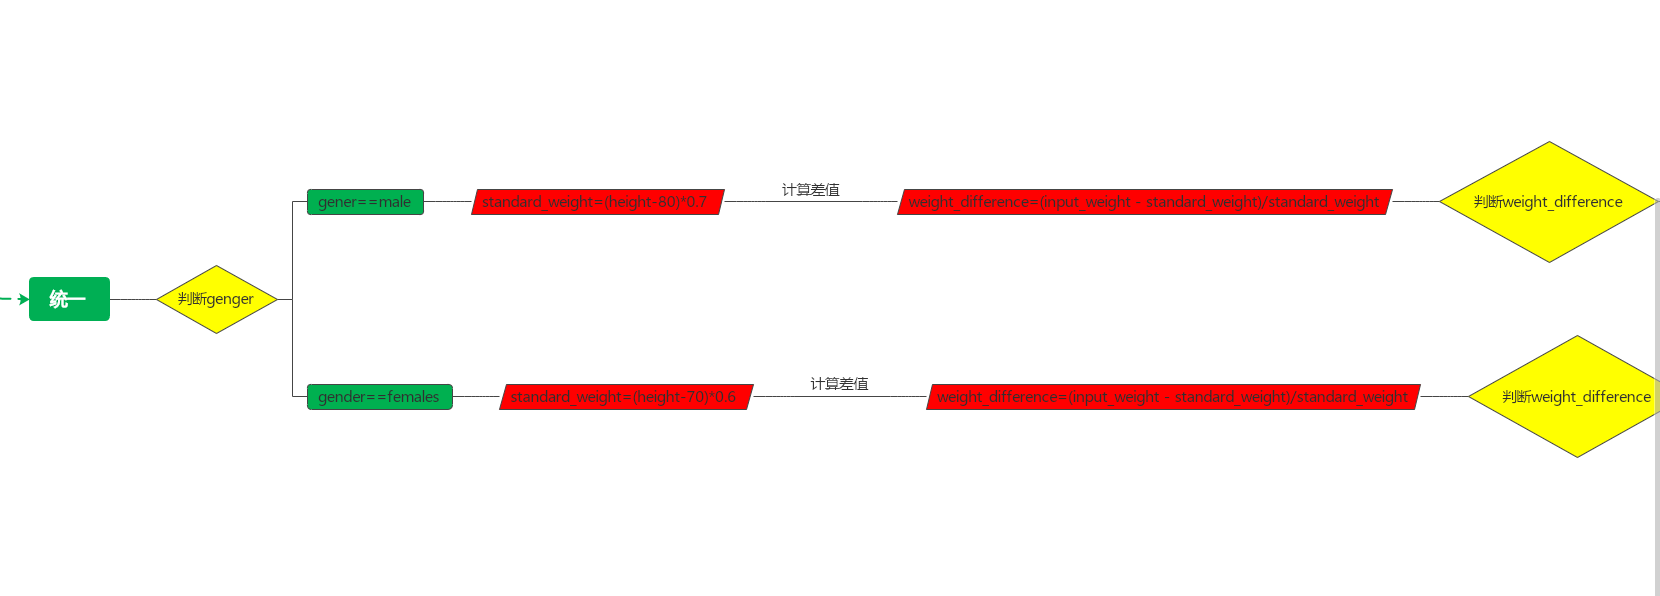 统一
判断genger
gener==male
standard_weight=(height-80)*0.7
计算差值
weight_difference=(input_weight - standard_weight)/standard_weight
判断weight_difference
gender==females
standard_weight=(height-70)*0.6
计算差值
weight_difference=(input_weight - standard_weight)/standard_weight
判断weight_difference